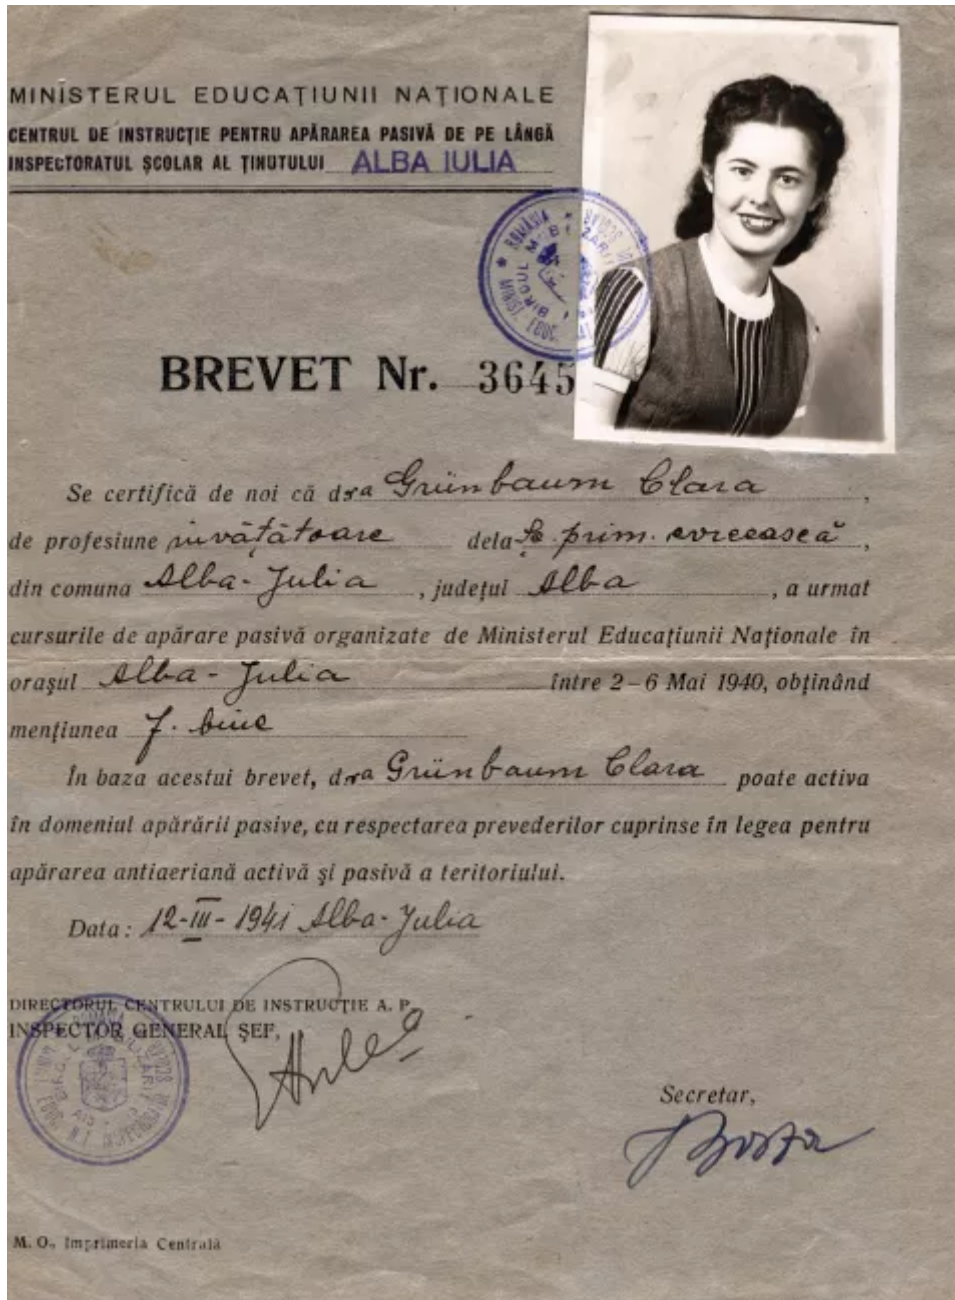 MINISTERUL EDUCAȚIUNII NAȚIONALE
CENTRUL DE INSTRUCȚIE PENTRU APĂRAREA PASIVĂ DE PE LÂNGĂ
INSPECTORATUL ȘCOLAR AL ȚINUTULUI ALBA IULIA
ROMÂNIA
BREVET Nr. 3645
Se certifică de noi că d-ra Grünbaum Clara,
de profesiune învățătoare dela Șc. prim. evreească,
din comuna Alba-Julia, județul Alba, a urmat
cursurile de apărare pasivă organizate de Ministerul Educațiunii Naționale în
orașul Alba-Julia între 2-6 Mai 1940, obținând
mențiunea f. bine
În baza acestui brevet, d-ra Grünbaum Clara poate activa
în domeniul apărării pasive, cu respectarea prevederilor cuprinse în legea pentru
apărarea antiaeriană activă și pasivă a teritoriului.
Data: 12-III-1941 Alba-Julia
DIRECTORUL CENTRULUI DE INSTRUCȚIE A. P.
INSPECTOR GENERAL ȘEF,
Secretar,
M. O., Imprimeria Centrală